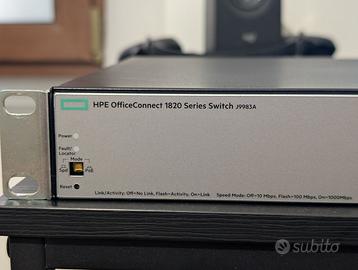 HPE OfficeConnect 1820 Series Switch J9983A
Power
Fault/
Locator
Mode
Spd
PoE
Reset
Link/Activity: Off=No Link, Flash=Activity, On=Link Speed Mode: Off=10 Mbps, Flash=100 Mbps, On=1000Mbps
subito